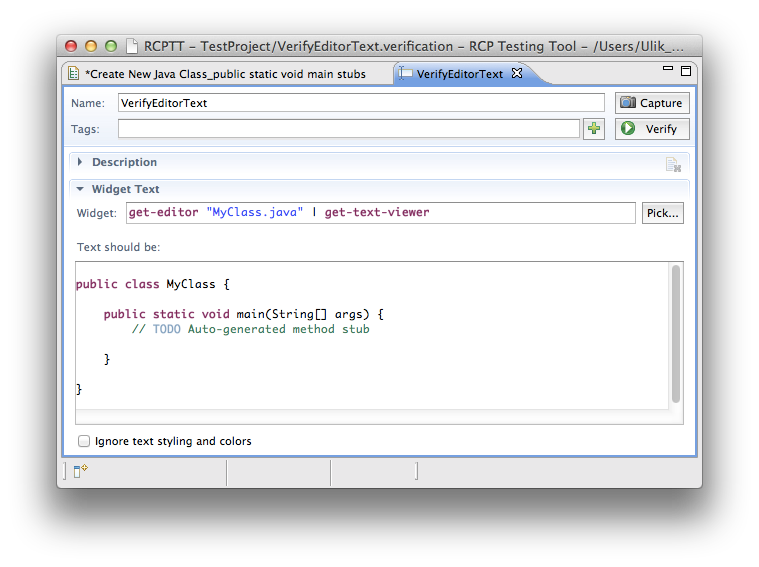 RCPTT – TestProject/VerifyEditorText.verification – RCP Testing Tool – /Users/Ulik_...
*Create New Java Class_public static void main stubs
VerifyEditorText
Name: VerifyEditorText
Capture
Tags:
Verify
Description
Widget Text
Widget: get-editor "MyClass.java" | get-text-viewer
Pick...
Text should be:
public class MyClass {
public static void main(String[] args) {
// TODO Auto-generated method stub
}
}
Ignore text styling and colors